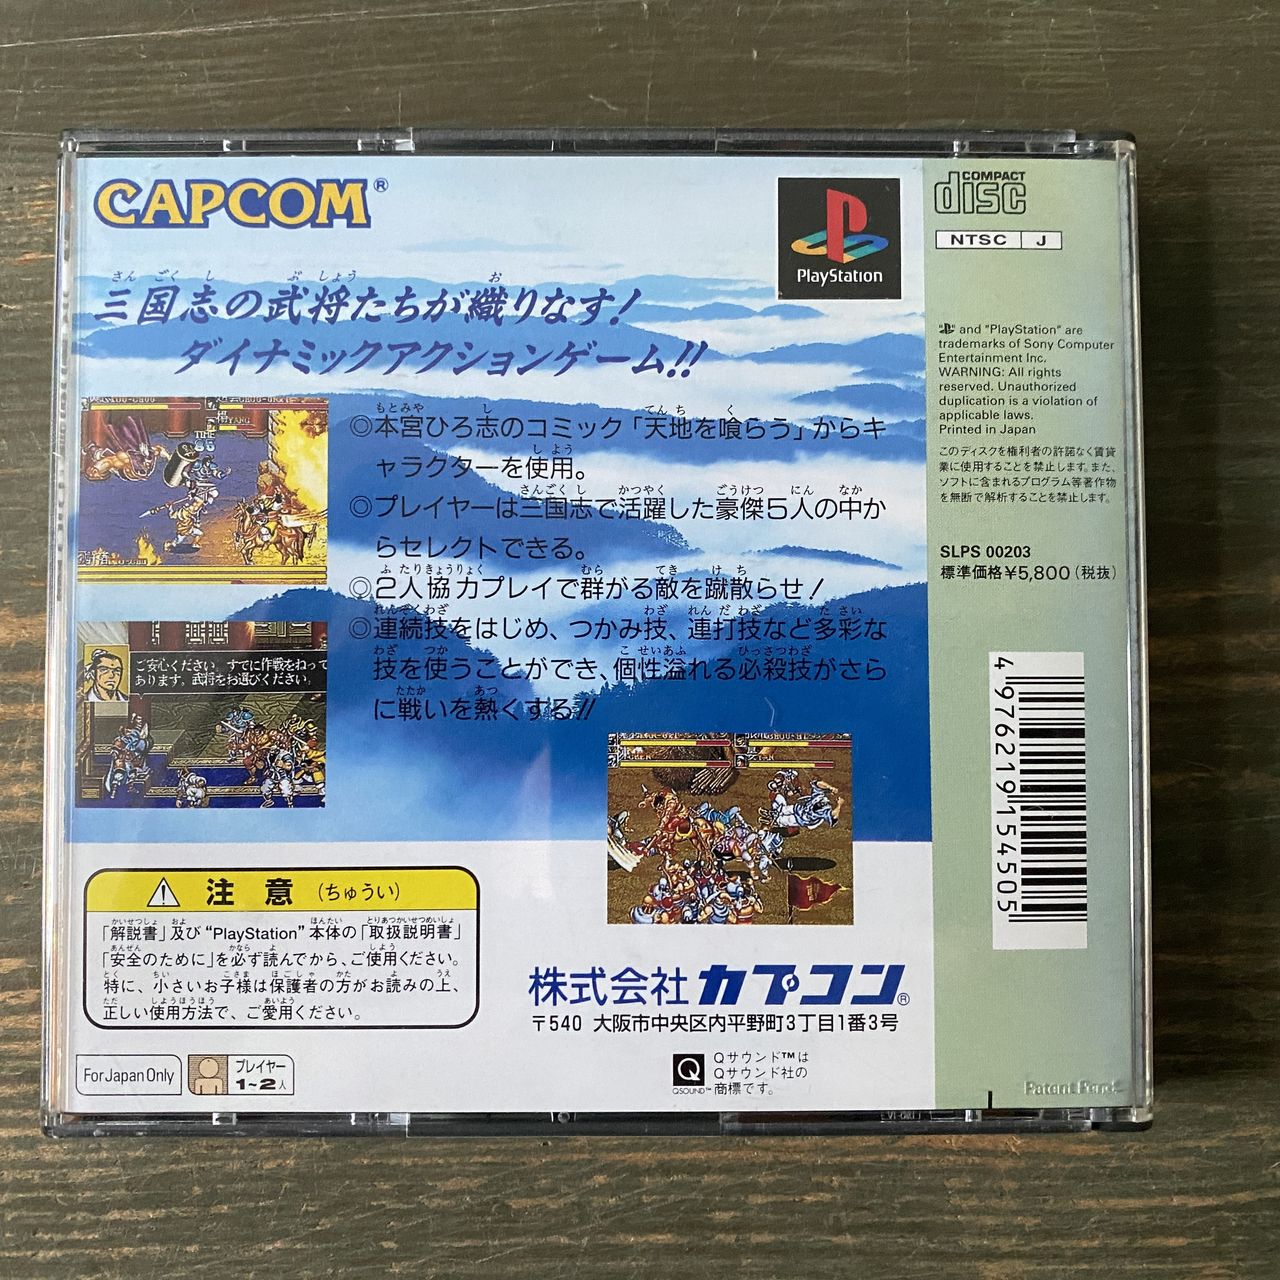 CAPCOM®
三国志の武将たちが織りなす!
ダイナミックアクションゲーム!!
◎本宮ひろ志のコミック「天地を喰らう」からキ
ャラクターを使用。
◎プレイヤーは三国志で活躍した豪傑5人の中か
らセレクトできる。
◎2人協力プレイで群がる敵を蹴散らせ!
◎連続技をはじめ、つかみ技、連打技など多彩な
技を使うことができ、個性溢れる必殺技がさら
に戦いを熱くする!!
TIME
ご安心ください。すでに作戦をねって
あります。武将をお選びください。
注意(ちゅうい)
「解説書」及び“PlayStation”本体の「取扱説明書」
「安全のために」を必ず読んでから、ご使用ください。
特に、小さいお子様は保護者の方がお読みの上、
正しい使用方法で、ご愛用ください。
For Japan Only
プレイヤー
1~2人
株式会社カプコン®
〒540 大阪市中央区内平野町3丁目1番3号
Q
QSOUND™
Qサウンド™は
Qサウンド社の
商標です。
PlayStation
COMPACT
disc
NTSC J
and "PlayStation" are
trademarks of Sony Computer
Entertainment Inc.
WARNING: All rights
reserved. Unauthorized
duplication is a violation of
applicable laws.
Printed in Japan
このディスクを権利者の許諾なく賃貸
業に使用することを禁止します。また、
ソフトに含まれるプログラム等著作物
を無断で解析することを禁止します。
SLPS 00203
標準価格¥5,800(税抜)
4976219154505